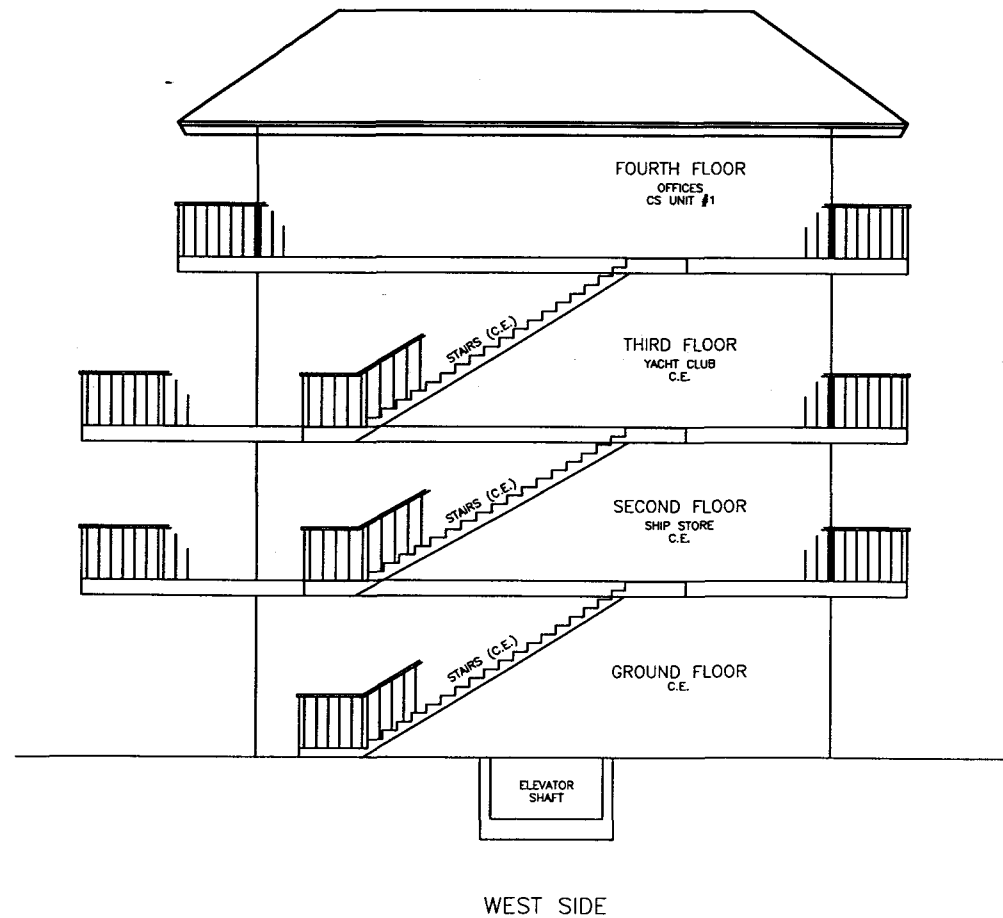 FOURTH FLOOR
OFFICES
CS UNIT #1
STAIRS (C.E.)
THIRD FLOOR
YACHT CLUB
C.E.
STAIRS (C.E.)
SECOND FLOOR
SHIP STORE
C.E.
STAIRS (C.E.)
GROUND FLOOR
C.E.
ELEVATOR
SHAFT
WEST SIDE